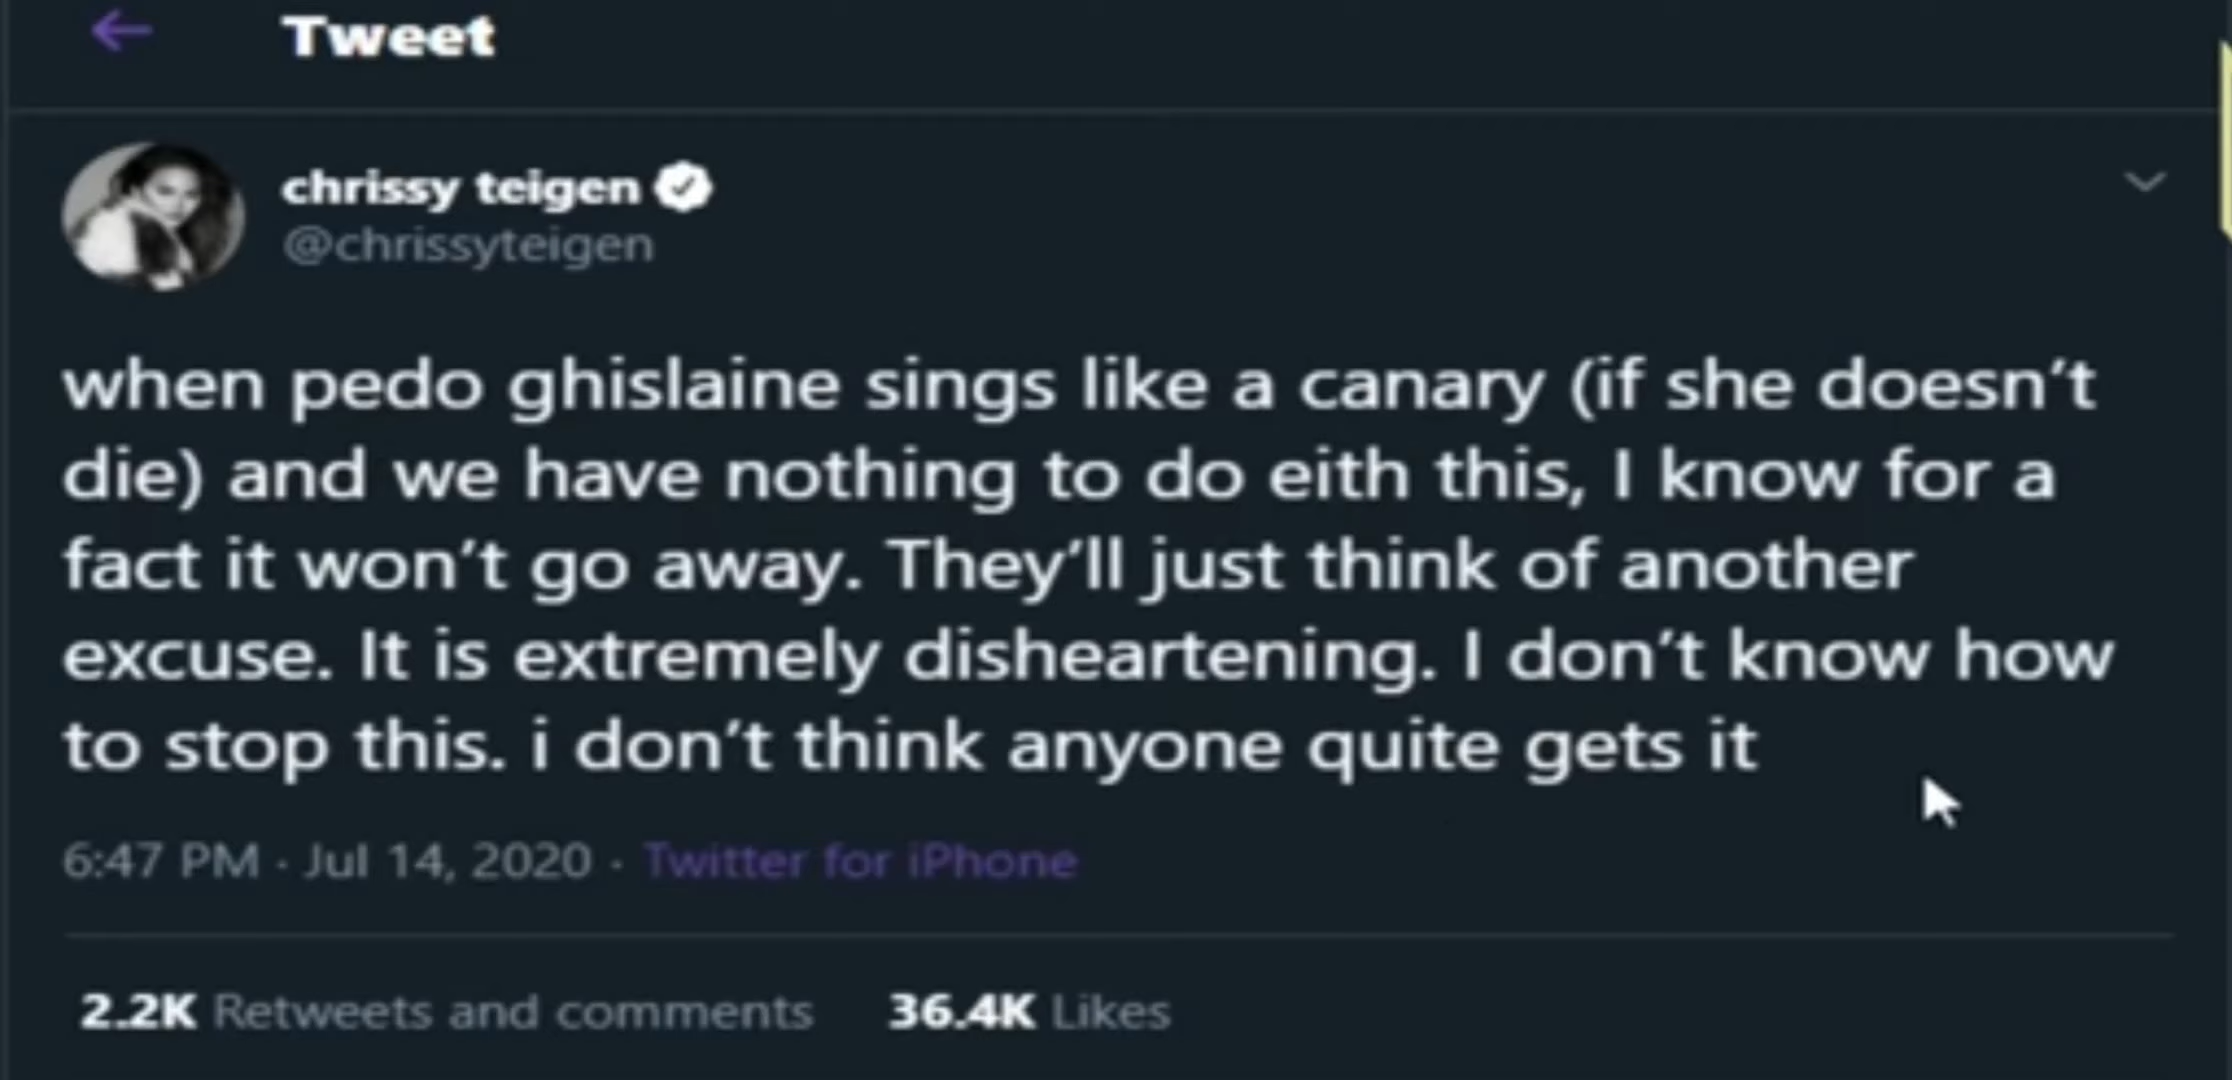 Tweet
chrissy teigen
@chrissyteigen
when pedo ghislaine sings like a canary (if she doesn't
die) and we have nothing to do eith this, I know for a
fact it won't go away. They'll just think of another
excuse. It is extremely disheartening. I don't know how
to stop this. i don't think anyone quite gets it
6:47 PM · Jul 14, 2020 · Twitter for iPhone
2.2K Retweets and comments 36.4K Likes